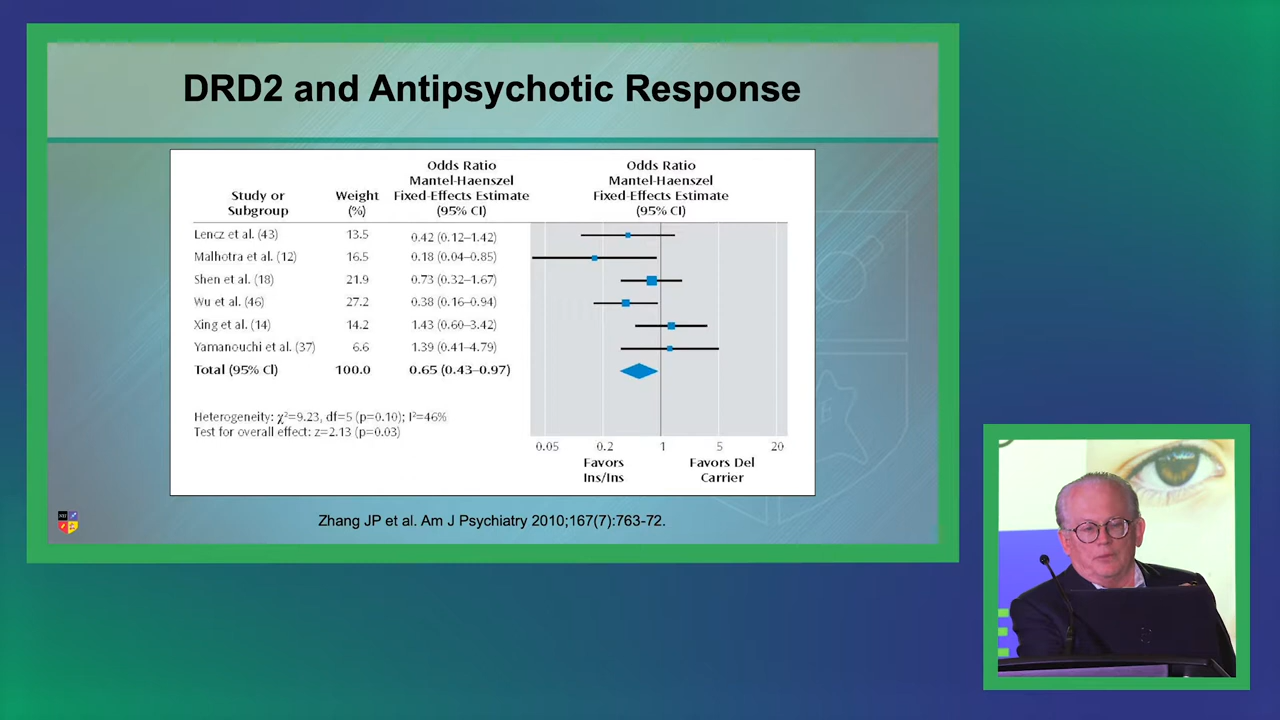 DRD2 and Antipsychotic Response
Odds Ratio Odds Ratio
Mantel-Haenszel Mantel-Haenszel
Study or Weight Fixed-Effects Estimate Fixed-Effects Estimate
Subgroup (%) (95% CI) (95% CI)
Lencz et al. (43) 13.5 0.42 (0.12–1.42)
Malhotra et al. (12) 16.5 0.18 (0.04–0.85)
Shen et al. (18) 21.9 0.73 (0.32–1.67)
Wu et al. (46) 27.2 0.38 (0.16–0.94)
Xing et al. (14) 14.2 1.43 (0.60–3.42)
Yamanouchi et al. (37) 6.6 1.39 (0.41–4.79)
Total (95% CI) 100.0 0.65 (0.43–0.97)
Heterogeneity: χ²=9.23, df=5 (p=0.10); I²=46%
Test for overall effect: z=2.13 (p=0.03)
0.05 0.2 1 5 20
Favors Favors Del
Ins/Ins Carrier
Zhang JP et al. Am J Psychiatry 2010;167(7):763-72.